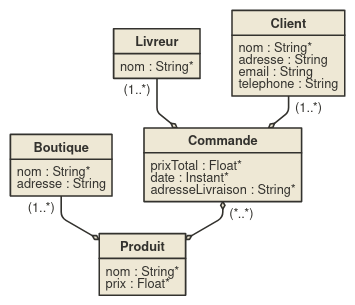 Client
nom : String*
adresse : String
email : String
telephone : String
Livreur
nom : String*
(1..*)
(1..*)
Commande
prixTotal : Float*
date : Instant*
adresseLivraison : String*
Boutique
nom : String*
adresse : String
(1..*)
(*..*)
Produit
nom : String*
prix : Float*